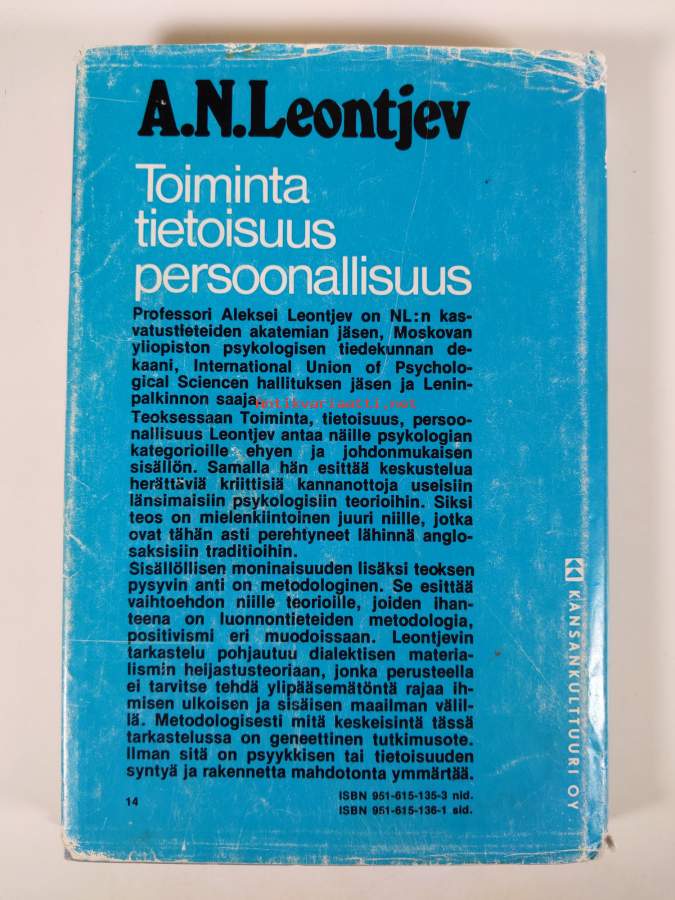 A.N.Leontjev
Toiminta
tietoisuus
persoonallisuus
Professori Aleksei Leontjev on NL:n kas-
vatustieteiden akatemian jäsen, Moskovan
yliopiston psykologisen tiedekunnan de-
kaani, International Union of Psycholo-
gical Sciencen hallituksen jäsen ja Lenin-
palkinnon saaja.
antikvariaatti.net
Teoksessaan Toiminta, tietoisuus, persoo-
nallisuus Leontjev antaa näille psykologian
kategorioille ehyen ja johdonmukaisen
sisällön. Samalla hän esittää keskustelua
herättäviä kriittisiä kannanottoja useisiin
länsimaisiin psykologisiin teorioihin. Siksi
teos on mielenkiintoinen juuri niille, jotka
ovat tähän asti perehtyneet lähinnä anglo-
saksisiin traditioihin.
Sisällöllisen moninaisuuden lisäksi teoksen
pysyvin anti on metodologinen. Se esittää
vaihtoehdon niille teorioille, joiden ihan-
teena on luonnontieteiden metodologia,
positivismi eri muodoissaan. Leontjevin
tarkastelu pohjautuu dialektisen materia-
lismin heijastusteoriaan, jonka perusteella
ei tarvitse tehdä ylipääsemätöntä rajaa ih-
misen ulkoisen ja sisäisen maailman välil-
lä. Metodologisesti mitä keskeisintä tässä
tarkastelussa on geneettinen tutkimusote.
Ilman sitä on psyykkisen tai tietoisuuden
syntyä ja rakennetta mahdotonta ymmärtää.
14
ISBN 951-615-135-3 nid.
ISBN 951-615-136-1 sid.
KANSANKULTTUURI OY